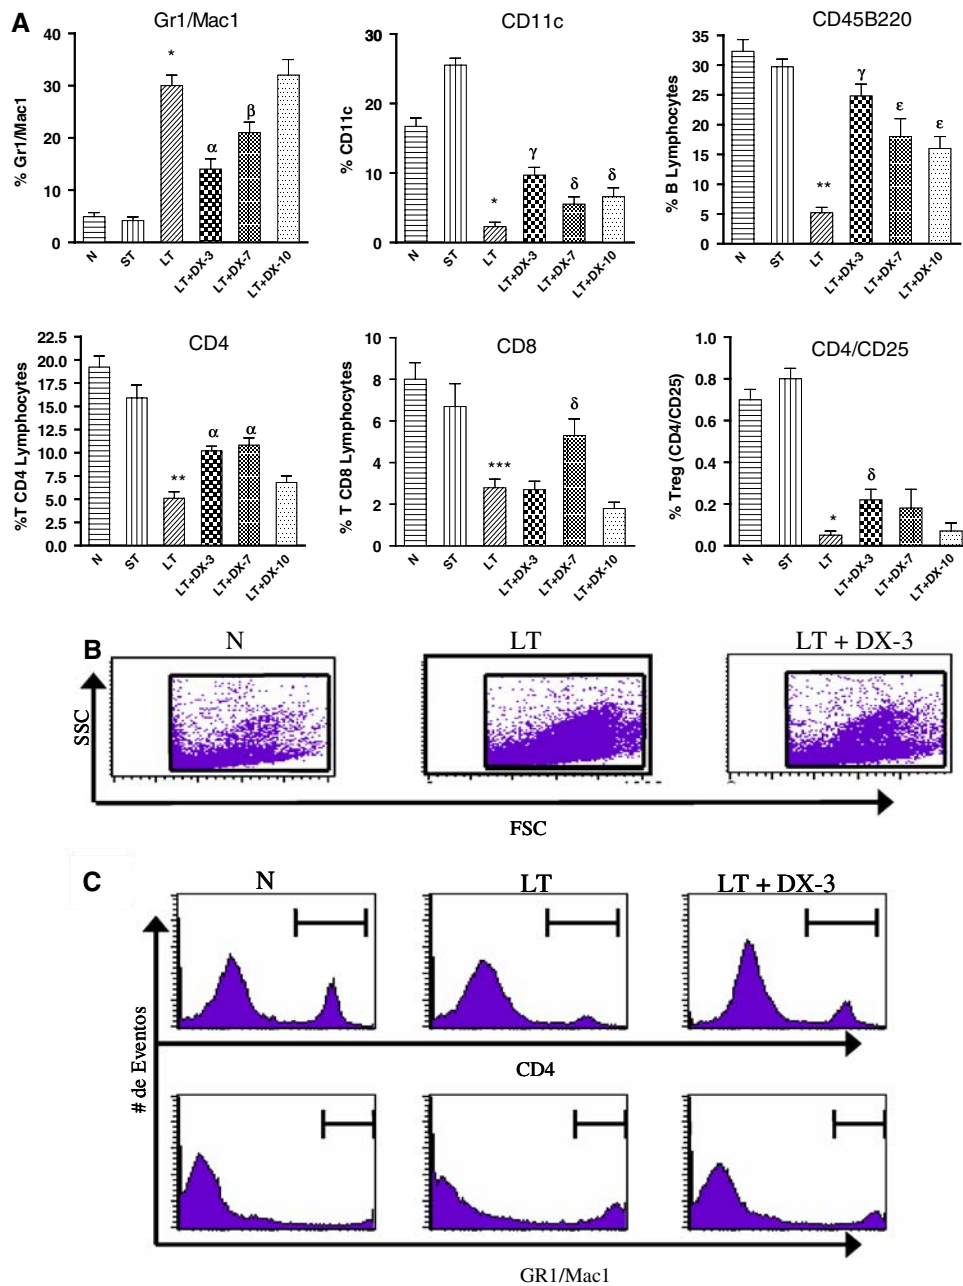 A
Gr1/Mac1
% Gr1/Mac1
40
30
20
10
0
N
ST
LT
LT+DX-3
LT+DX-7
LT+DX-10
*
α
β
CD11c
% CD11c
30
20
10
0
N
ST
LT
LT+DX-3
LT+DX-7
LT+DX-10
*
γ
δ
δ
CD45B220
% B Lymphocytes
35
30
25
20
15
10
5
0
N
ST
LT
LT+DX-3
LT+DX-7
LT+DX-10
**
γ
ε
ε
CD4
%T CD4 Lymphocytes
22.5
20.0
17.5
15.0
12.5
10.0
7.5
5.0
2.5
0.0
N
ST
LT
LT+DX-3
LT+DX-7
LT+DX-10
**
α
α
CD8
% T CD8 Lymphocytes
10
8
6
4
2
0
N
ST
LT
LT+DX-3
LT+DX-7
LT+DX-10
***
δ
CD4/CD25
% Treg (CD4/CD25)
1.0
0.8
0.6
0.4
0.2
0.0
N
ST
LT
LT+DX-3
LT+DX-7
LT+DX-10
*
δ
B
N
LT
LT + DX-3
SSC
FSC
C
N
LT
LT + DX-3
# de Eventos
CD4
GR1/Mac1